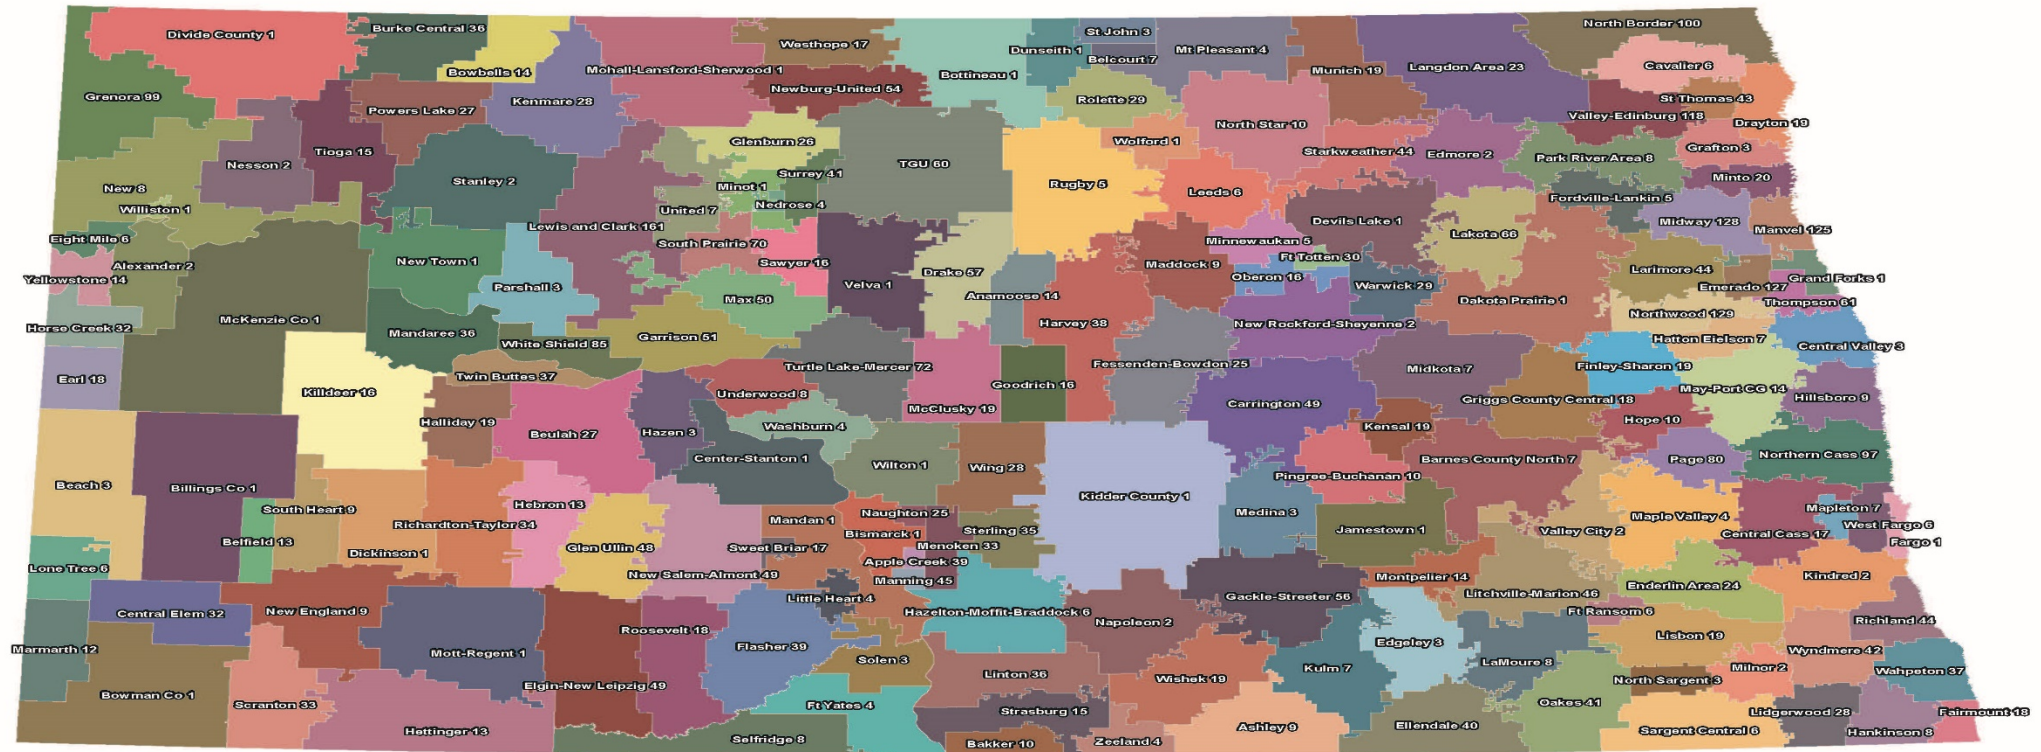 Divide County 1
Burke Central 36
Bowbells 14
Mohall-Lansford-Sherwood 1
Westhope 17
Newburg-United 54
Bottineau 1
Dunseith 1
St John 3
Belcourt 7
Mt Pleasant 4
Rolette 29
Munich 19
Langdon Area 23
North Border 100
Cavalier 6
St Thomas 43
Valley-Edinburg 118
Drayton 19
Grenora 99
Powers Lake 27
Kenmare 28
Glenburn 26
TGU 60
Wolford 1
North Star 10
Starkweather 44
Edmore 2
Park River Area 8
Grafton 3
Minto 20
Nesson 2
Tioga 15
Stanley 2
Surrey 41
Minot 1
Nedrose 4
United 7
Rugby 5
Leeds 6
Devils Lake 1
Lakota 66
Fordville-Lankin 5
Midway 128
Manvel 125
New 8
Williston 1
Eight Mile 6
Lewis and Clark 161
South Prairie 70
Sawyer 16
Minnewaukan 5
Ft Totten 30
Yellowstone 14
Alexander 2
New Town 1
Parshall 3
Max 50
Velva 1
Drake 57
Anamoose 14
Maddock 9
Oberon 16
Warwick 29
Dakota Prairie 1
Larimore 44
Emerado 127
Grand Forks 1
Thompson 61
Northwood 129
Horse Creek 32
McKenzie Co 1
Mandaree 36
White Shield 85
Garrison 51
Harvey 38
New Rockford-Sheyenne 2
Hatton Eielson 7
Central Valley 3
Earl 18
Killdeer 16
Twin Buttes 37
Turtle Lake-Mercer 72
Fessenden-Bowdon 25
Midkota 7
Finley-Sharon 19
May-Port CG 14
Hillsboro 9
Halliday 19
Beulah 27
Hazen 3
Underwood 8
Washburn 4
McClusky 19
Goodrich 16
Carrington 49
Kensal 19
Griggs County Central 18
Hope 10
Center-Stanton 1
Wilton 1
Wing 28
Pingree-Buchanan 10
Barnes County North 7
Page 80
Northern Cass 97
Beach 3
Billings Co 1
South Heart 9
Belfield 13
Dickinson 1
Richardton-Taylor 34
Hebron 13
Glen Ullin 48
New Salem-Almont 49
Sweet Briar 17
Mandan 1
Naughton 25
Bismarck 1
Menoken 33
Sterling 35
Apple Creek 39
Manning 45
Kidder County 1
Medina 3
Jamestown 1
Valley City 2
Maple Valley 4
Central Cass 17
Mapleton 7
West Fargo 6
Fargo 1
Lone Tree 6
Central Elem 32
New England 9
Little Heart 4
Hazelton-Moffit-Braddock 6
Napoleon 2
Gackle-Streeter 56
Montpelier 14
Litchville-Marion 46
Enderlin Area 24
Kindred 2
Ft Ransom 6
Richland 44
Marmarth 12
Bowman Co 1
Scranton 33
Mott-Regent 1
Hettinger 13
Elgin-New Leipzig 49
Roosevelt 18
Flasher 39
Solen 3
Ft Yates 4
Selfridge 8
Linton 36
Strasburg 15
Bakker 10
Zeeland 4
Wishek 19
Ashley 9
Kulm 7
Edgeley 3
LaMoure 8
Ellendale 40
Oakes 41
Lisbon 19
North Sargent 3
Milnor 2
Wyndmere 42
Wahpeton 37
Sargent Central 6
Lidgerwood 28
Hankinson 8
Fairmount 18